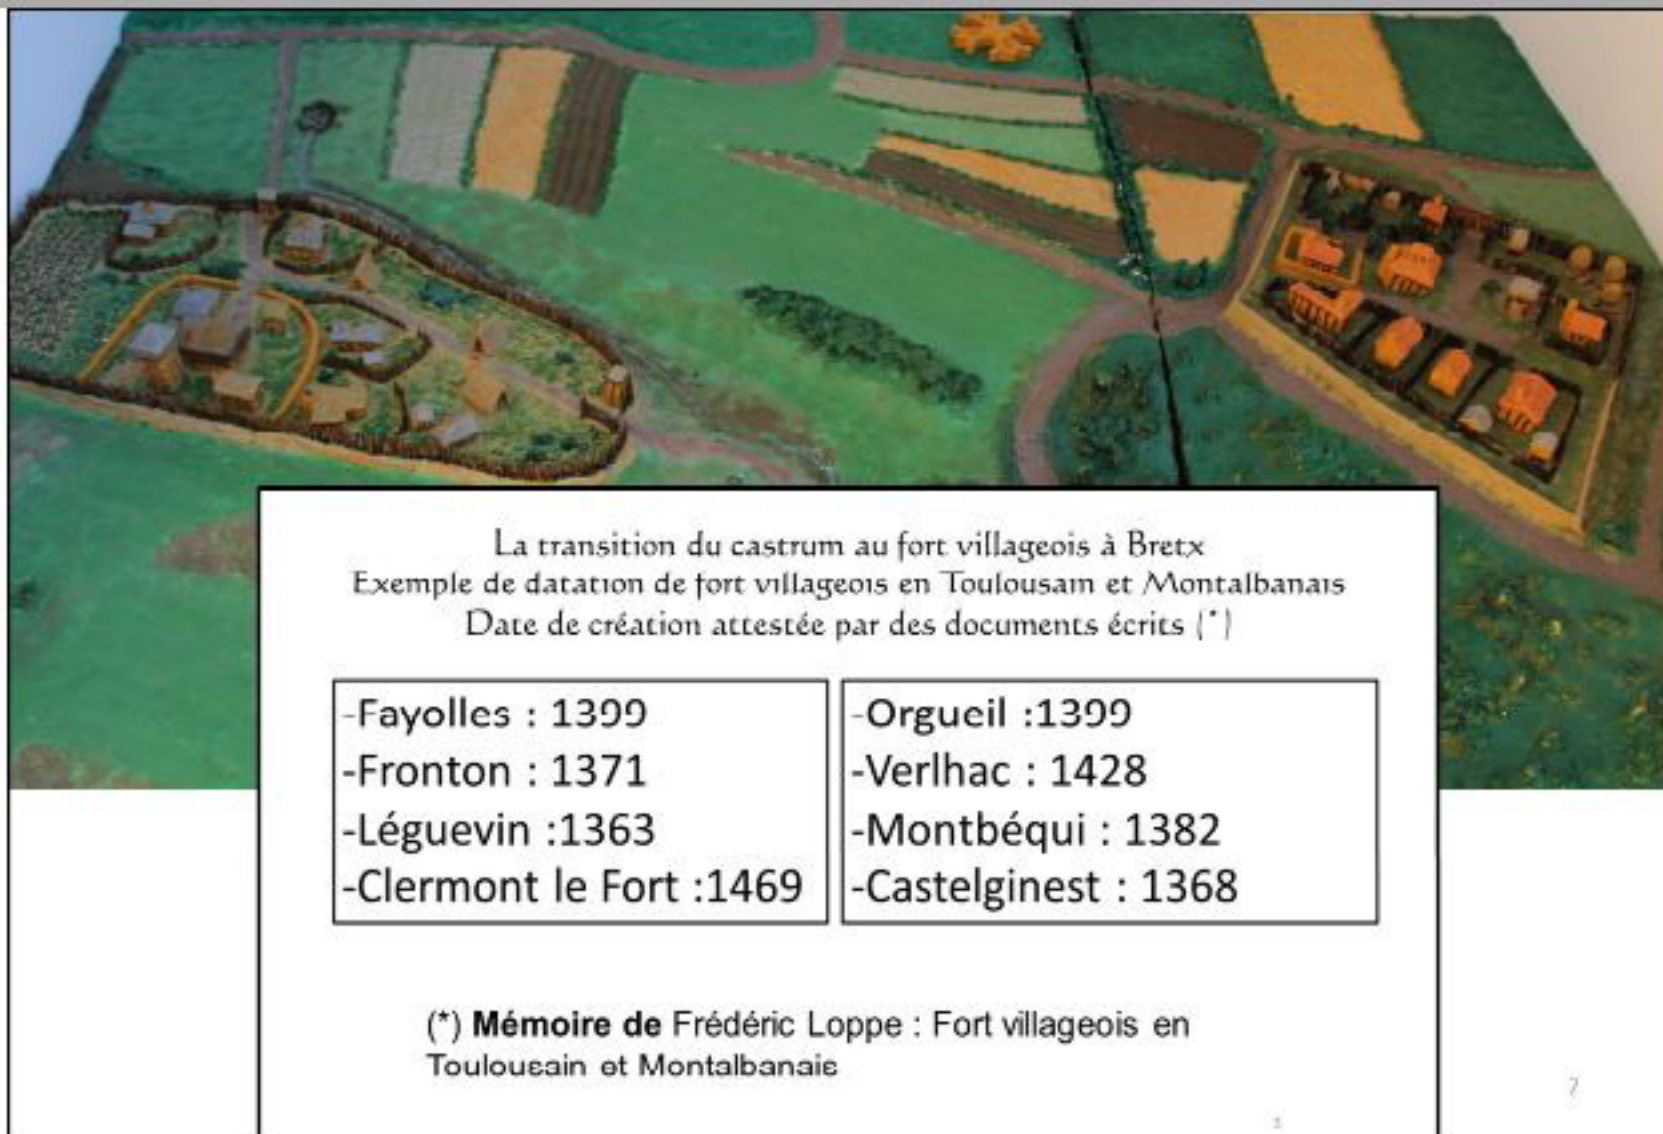 La transition du castrum au fort villageois à Bretx
Exemple de datation de fort villageois en Toulousain et Montalbanais
Date de création attestée par des documents écrits (*)
-Fayolles : 1399
-Fronton : 1371
-Léguevin :1363
-Clermont le Fort :1469
-Orgueil :1399
-Verlhac : 1428
-Montbéqui : 1382
-Castelginest : 1368
(*) Mémoire de Frédéric Loppe : Fort villageois en
Toulousain et Montalbanais